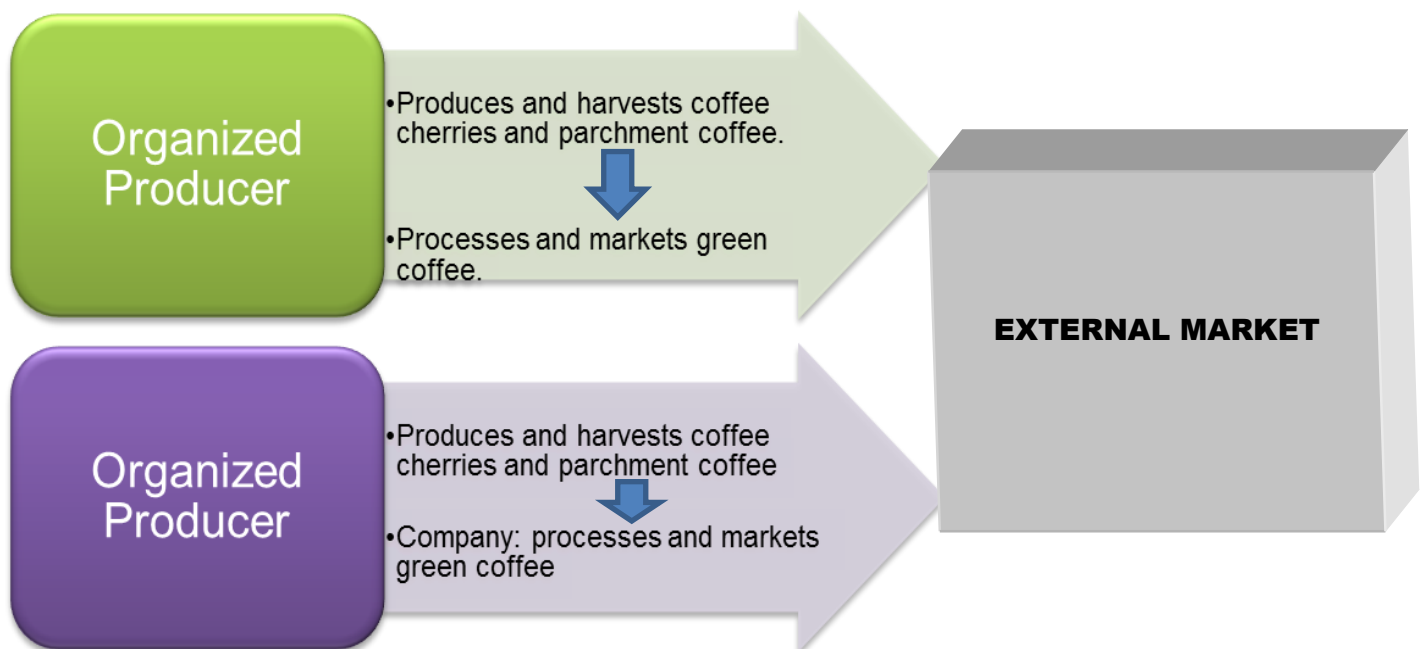 Organized
Producer
•Produces and harvests coffee
cherries and parchment coffee.
•Processes and markets green
coffee.
EXTERNAL MARKET
Organized
Producer
•Produces and harvests coffee
cherries and parchment coffee
•Company: processes and markets
green coffee